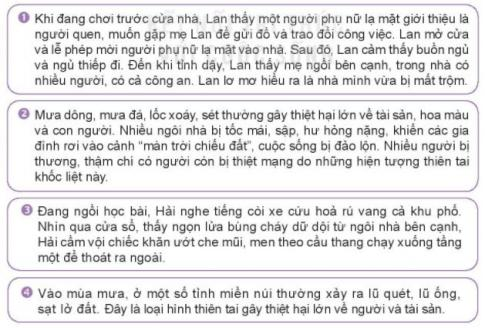 1 Khi đang chơi trước cửa nhà, Lan thấy một người phụ nữ lạ mặt giới thiệu là
người quen, muốn gặp mẹ Lan để gửi đồ và trao đổi công việc. Lan mở cửa
và lễ phép mời người phụ nữ lạ mặt vào nhà. Sau đó, Lan cảm thấy buồn ngủ
và ngủ thiếp đi. Đến khi tỉnh dậy, Lan thấy mẹ ngồi bên cạnh, trong nhà có
nhiều người, có cả công an. Lan lơ mơ hiểu ra là nhà mình vừa bị mất trộm.
2 Mưa dông, mưa đá, lốc xoáy, sét thường gây thiệt hại lớn về tài sản, hoa màu
và con người. Nhiều ngôi nhà bị tốc mái, sập, hư hỏng nặng, khiến các gia
đình rơi vào cảnh “màn trời chiếu đất”, cuộc sống bị đảo lộn. Nhiều người bị
thương, thậm chí có người còn bị thiệt mạng do những hiện tượng thiên tai
khốc liệt này.
3 Đang ngồi học bài, Hải nghe tiếng còi xe cứu hoả rú vang cả khu phố.
Nhìn qua cửa sổ, thấy ngọn lửa bùng cháy dữ dội từ ngôi nhà bên cạnh,
Hải cầm vội chiếc khăn ướt che mũi, men theo cầu thang chạy xuống tầng
một để thoát ra ngoài.
4 Vào mùa mưa, ở một số tỉnh miền núi thường xảy ra lũ quét, lũ ống,
sạt lở đất. Đây là loại hình thiên tai gây thiệt hại lớn về người và tài sản.